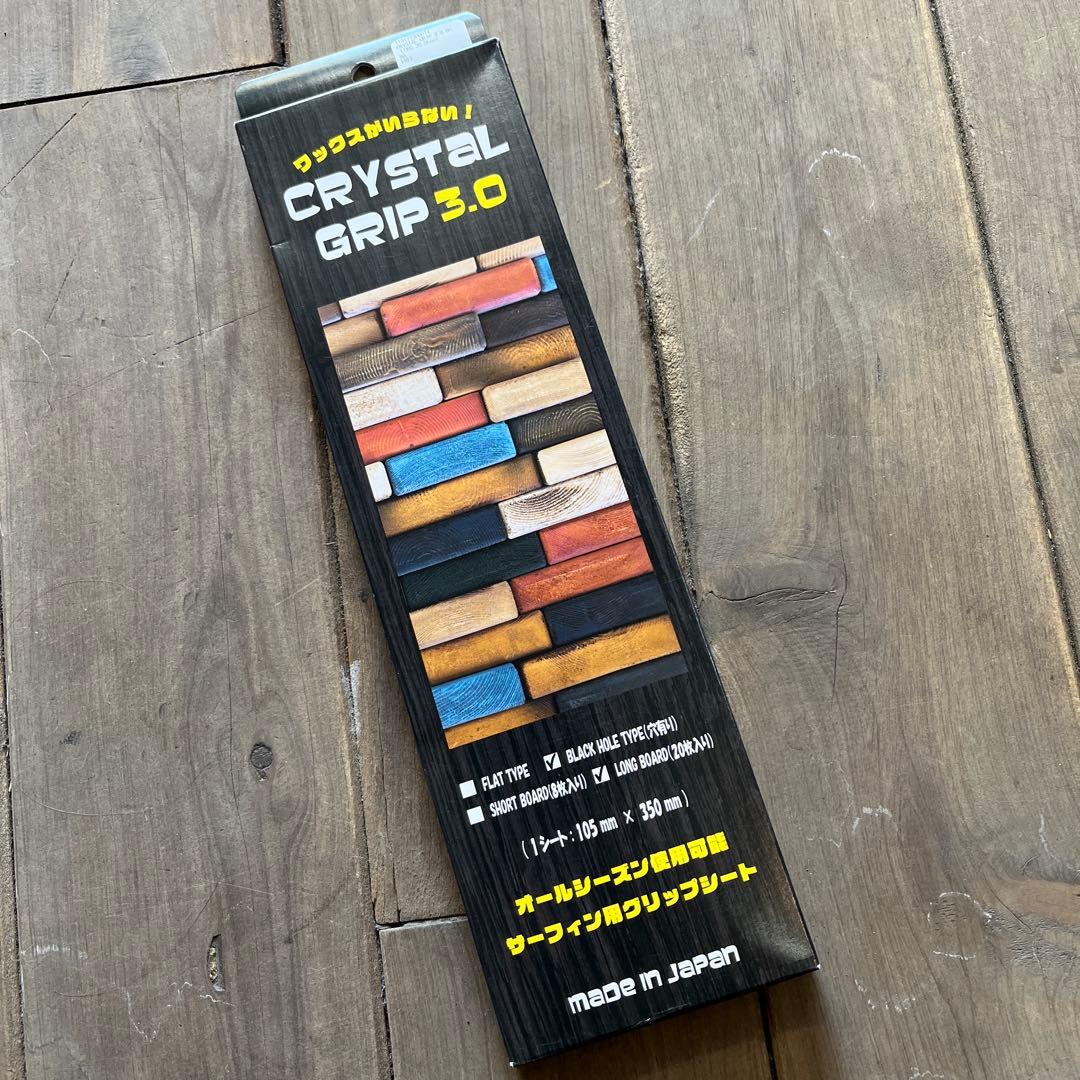 ワックスがいらない！
CRYSTAL
GRIP 3.0
FLAT TYPE ☑ BLACK HOLE TYPE(穴有り)
SHORT BOARD(8枚入り) ☑ LONG BOARD(20枚入り)
(1シート:105mm × 350mm)
オールシーズン使用可能
サーフィン用グリップシート
MADE IN JAPAN